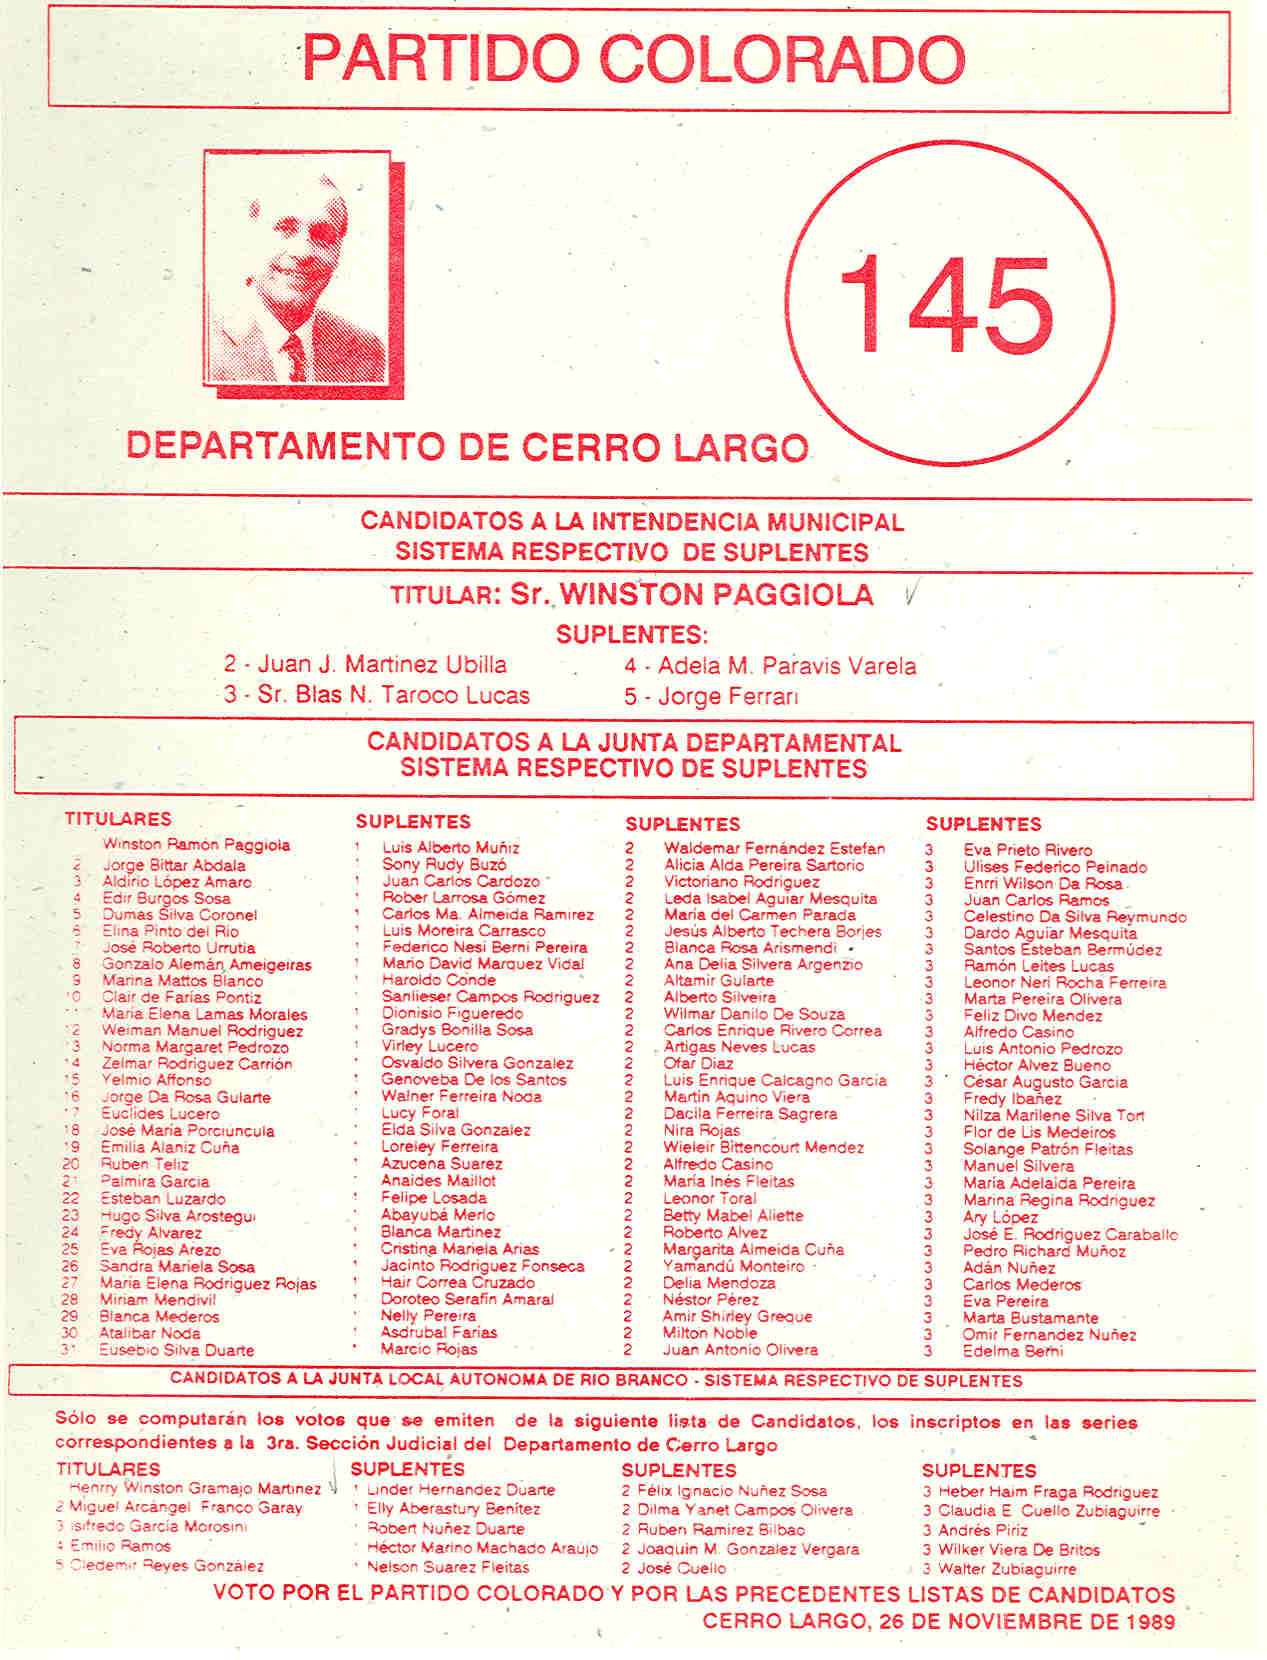 PARTIDO COLORADO
145
DEPARTAMENTO DE CERRO LARGO
CANDIDATOS A LA INTENDENCIA MUNICIPAL
SISTEMA RESPECTIVO DE SUPLENTES
TITULAR: Sr. WINSTON PAGGIOLA
SUPLENTES:
2 - Juan J. Martinez Ubilla 4 - Adela M. Paravis Varela
3 - Sr. Blas N. Taroco Lucas 5 - Jorge Ferrari
CANDIDATOS A LA JUNTA DEPARTAMENTAL
SISTEMA RESPECTIVO DE SUPLENTES
TITULARES SUPLENTES SUPLENTES SUPLENTES
Winston Ramón Paggiola 1 Luis Alberto Muñiz 2 Waldemar Fernández Estefan 3 Eva Prieto Rivero
2 Jorge Bittar Abdala 1 Sony Rudy Buzó 2 Alicia Alda Pereira Sartorio 3 Ulises Federico Peinado
3 Aldirio López Amaro 1 Juan Carlos Cardozo 2 Victoriano Rodriguez 3 Enrri Wilson Da Rosa
4 Edir Burgos Sosa 1 Rober Larrosa Gómez 2 Leda Isabel Aguiar Mesquita 3 Juan Carlos Ramos
5 Dumas Silva Coronel 1 Carlos Ma. Almeida Ramirez 2 María del Carmen Parada 3 Celestino Da Silva Reymundo
6 Elina Pinto del Rio 1 Luis Moreira Carrasco 2 Jesús Alberto Techera Borjes 3 Dardo Aguiar Mesquita
7 José Roberto Urrutia 1 Federico Nesi Berni Pereira 2 Blanca Rosa Arismendi 3 Santos Esteban Bermúdez
8 Gonzalo Alemán Ameigeiras 1 Mario David Marquez Vidal 2 Ana Delia Silvera Argenzio 3 Ramón Leites Lucas
9 Marina Mattos Blanco 1 Haroldo Conde 2 Altamir Gularte 3 Leonor Neri Rocha Ferreira
10 Clair de Farías Pontiz 1 Sanlieser Campos Rodriguez 2 Alberto Silveira 3 Marta Pereira Olivera
11 María Elena Lamas Morales 1 Dionisio Figueredo 2 Wilmar Danilo De Souza 3 Feliz Divo Mendez
12 Weiman Manuel Rodriguez 1 Gradys Bonilla Sosa 2 Carlos Enrique Rivero Correa 3 Alfredo Casino
13 Norma Margaret Pedrozo 1 Virley Lucero 2 Artigas Neves Lucas 3 Luis Antonio Pedrozo
14 Zelmar Rodriguez Carrión 1 Osvaldo Silvera Gonzalez 2 Ofar Diaz 3 Héctor Alvez Bueno
15 Yelmio Affonso 1 Genoveba De los Santos 2 Luis Enrique Calcagno Garcia 3 César Augusto Garcia
16 Jorge Da Rosa Gularte 1 Walner Ferreira Noda 2 Martin Aquino Viera 3 Fredy Ibañez
17 Euclides Lucero 1 Lucy Foral 2 Dacila Ferreira Sagrera 3 Nilza Marilene Silva Tort
18 José María Porciuncula 1 Elda Silva Gonzalez 2 Nira Rojas 3 Flor de Lis Medeiros
19 Emilia Alaniz Cuña 1 Loreley Ferreira 2 Wieleir Bittencourt Mendez 3 Solange Patrón Fleitas
20 Ruben Teliz 1 Azucena Suarez 2 Alfredo Casino 3 Manuel Silvera
21 Palmira Garcia 1 Anaides Maillot 2 María Inés Fleitas 3 María Adelaida Pereira
22 Esteban Luzardo 1 Felipe Losada 2 Leonor Toral 3 Marina Regina Rodriguez
23 Hugo Silva Arostegui 1 Abayubá Merlo 2 Betty Mabel Aliette 3 Ary López
24 Fredy Alvarez 1 Blanca Martinez 2 Roberto Alvez 3 José E. Rodriguez Caraballo
25 Eva Rojas Arezo 1 Cristina Mariela Arias 2 Margarita Almeida Cuña 3 Pedro Richard Muñoz
26 Sandra Mariela Sosa 1 Jacinto Rodriguez Fonseca 2 Yamandú Monteiro 3 Adán Nuñez
27 María Elena Rodriguez Rojas 1 Hair Correa Cruzado 2 Delia Mendoza 3 Carlos Mederos
28 Miriam Mendivil 1 Doroteo Serafín Amaral 2 Néstor Pérez 3 Eva Pereira
29 Blanca Mederos 1 Nelly Pereira 2 Amir Shirley Greque 3 Marta Bustamante
30 Atalibar Noda 1 Asdrubal Farías 2 Milton Noble 3 Omir Fernandez Nuñez
31 Eusebio Silva Duarte 1 Marcio Rojas 2 Juan Antonio Olivera 3 Edelma Berni
CANDIDATOS A LA JUNTA LOCAL AUTONOMA DE RIO BRANCO - SISTEMA RESPECTIVO DE SUPLENTES
Sólo se computarán los votos que se emiten de la siguiente lista de Candidatos, los inscriptos en las series
correspondientes a la 3ra. Sección Judicial del Departamento de Cerro Largo
TITULARES SUPLENTES SUPLENTES SUPLENTES
Henrry Winston Gramajo Martinez 1 Linder Hernandez Duarte 2 Félix Ignacio Nuñez Sosa 3 Heber Haim Fraga Rodriguez
2 Miguel Arcángel Franco Garay 1 Elly Aberastury Benítez 2 Dilma Yanet Campos Olivera 3 Claudia E Cuello Zubiaguirre
3 Isifredo García Morosini 1 Robert Nuñez Duarte 2 Ruben Ramirez Bilbao 3 Andrés Piriz
4 Emilio Ramos 1 Héctor Marino Machado Araújo 2 Joaquin M. Gonzalez Vergara 3 Wilker Viera De Britos
5 Cledemir Reyes González 1 Nelson Suarez Fleitas 2 José Cuello 3 Walter Zubiaguirre
VOTO POR EL PARTIDO COLORADO Y POR LAS PRECEDENTES LISTAS DE CANDIDATOS
CERRO LARGO, 26 DE NOVIEMBRE DE 1989